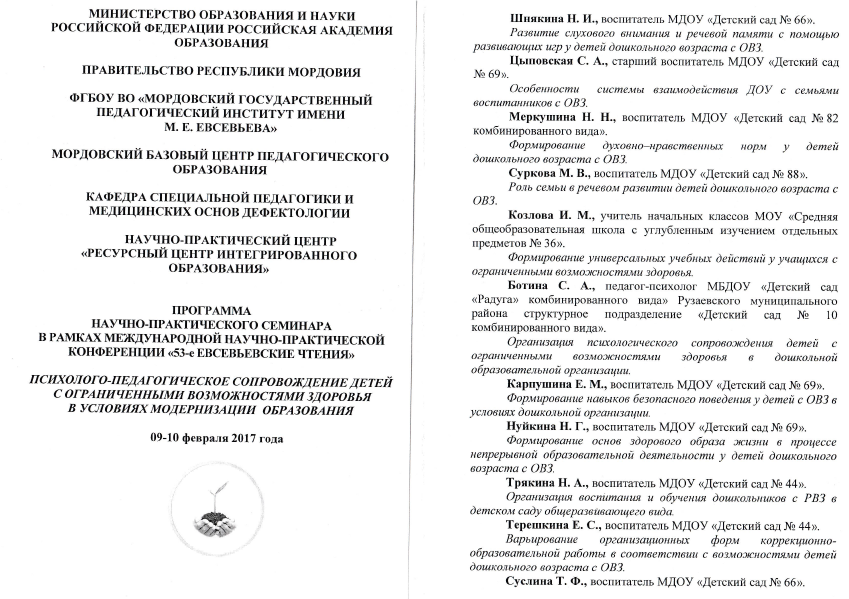 МИНИСТЕРСТВО ОБРАЗОВАНИЯ И НАУКИ
РОССИЙСКОЙ ФЕДЕРАЦИИ РОССИЙСКАЯ АКАДЕМИЯ
ОБРАЗОВАНИЯ
ПРАВИТЕЛЬСТВО РЕСПУБЛИКИ МОРДОВИЯ
ФГБОУ ВО «МОРДОВСКИЙ ГОСУДАРСТВЕННЫЙ
ПЕДАГОГИЧЕСКИЙ ИНСТИТУТ ИМЕНИ
М. Е. ЕВСЕВЬЕВА»
МОРДОВСКИЙ БАЗОВЫЙ ЦЕНТР ПЕДАГОГИЧЕСКОГО
ОБРАЗОВАНИЯ
КАФЕДРА СПЕЦИАЛЬНОЙ ПЕДАГОГИКИ И
МЕДИЦИНСКИХ ОСНОВ ДЕФЕКТОЛОГИИ
НАУЧНО-ПРАКТИЧЕСКИЙ ЦЕНТР
«РЕСУРСНЫЙ ЦЕНТР ИНТЕГРИРОВАННОГО
ОБРАЗОВАНИЯ»
ПРОГРАММА
НАУЧНО-ПРАКТИЧЕСКОГО СЕМИНАРА
В РАМКАХ МЕЖДУНАРОДНОЙ НАУЧНО-ПРАКТИЧЕСКОЙ
КОНФЕРЕНЦИИ «53-е ЕВСЕВЬЕВСКИЕ ЧТЕНИЯ»
ПСИХОЛОГО-ПЕДАГОГИЧЕСКОЕ СОПРОВОЖДЕНИЕ ДЕТЕЙ
С ОГРАНИЧЕННЫМИ ВОЗМОЖНОСТЯМИ ЗДОРОВЬЯ
В УСЛОВИЯХ МОДЕРНИЗАЦИИ ОБРАЗОВАНИЯ
09-10 февраля 2017 года
Шнякина Н. И., воспитатель МДОУ «Детский сад № 66».
Развитие слухового внимания и речевой памяти с помощью
развивающих игр у детей дошкольного возраста с ОВЗ.
Цыповская С. А., старший воспитатель МДОУ «Детский сад
№ 69».
Особенности системы взаимодействия ДОУ с семьями
воспитанников с ОВЗ.
Меркушина Н. Н., воспитатель МДОУ «Детский сад № 82
комбинированного вида».
Формирование духовно–нравственных норм у детей
дошкольного возраста с ОВЗ.
Суркова М. В., воспитатель МДОУ «Детский сад № 88».
Роль семьи в речевом развитии детей дошкольного возраста с
ОВЗ.
Козлова И. М., учитель начальных классов МОУ «Средняя
общеобразовательная школа с углубленным изучением отдельных
предметов № 36».
Формирование универсальных учебных действий у учащихся с
ограниченными возможностями здоровья.
Ботина С. А., педагог-психолог МБДОУ «Детский сад
«Радуга» комбинированного вида» Рузаевского муниципального
района структурное подразделение «Детский сад № 10
комбинированного вида».
Организация психологического сопровождения детей с
ограниченными возможностями здоровья в дошкольной
образовательной организации.
Карпушина Е. М., воспитатель МДОУ «Детский сад № 69».
Формирование навыков безопасного поведения у детей с ОВЗ в
условиях дошкольной организации.
Нуйкина Н. Г., воспитатель МДОУ «Детский сад № 69».
Формирование основ здорового образа жизни в процессе
непрерывной образовательной деятельности у детей дошкольного
возраста с ОВЗ.
Трякина Н. А., воспитатель МДОУ «Детский сад № 44».
Организация воспитания и обучения дошкольников с РВЗ в
детском саду общеразвивающего вида.
Терешкина Е. С., воспитатель МДОУ «Детский сад № 44».
Варьирование организационных форм коррекционно-
образовательной работы в соответствии с возможностями детей
дошкольного возраста с ОВЗ.
Суслина Т. Ф., воспитатель МДОУ «Детский сад № 66».